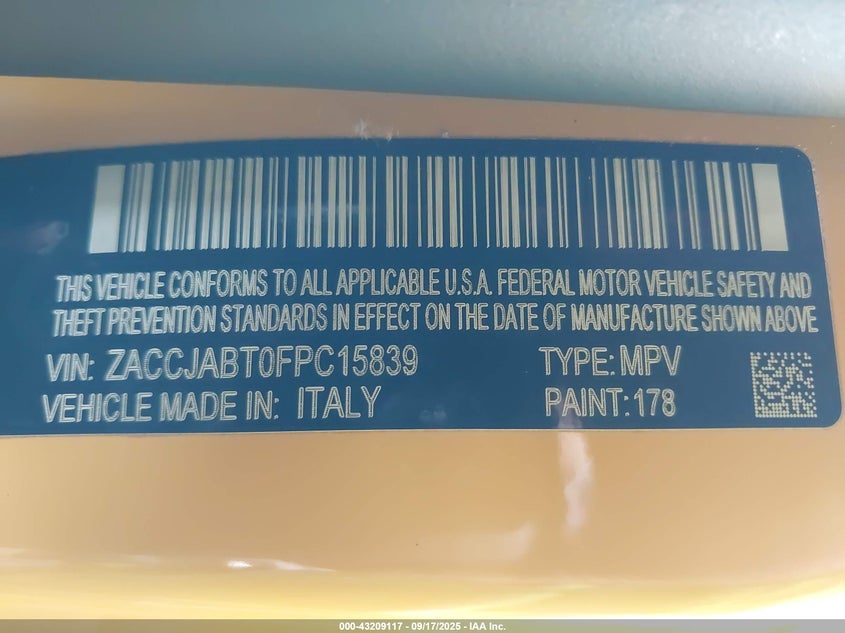 THIS VEHICLE CONFORMS TO ALL APPLICABLE U.S.A. FEDERAL MOTOR VEHICLE SAFETY AND
THEFT PREVENTION STANDARDS IN EFFECT ON THE DATE OF MANUFACTURE SHOWN ABOVE
VIN: ZACCJABT0FPC15839 TYPE: MPV
VEHICLE MADE IN: ITALY PAINT: 178
000-43209117 - 09/17/2025 - IAA Inc.